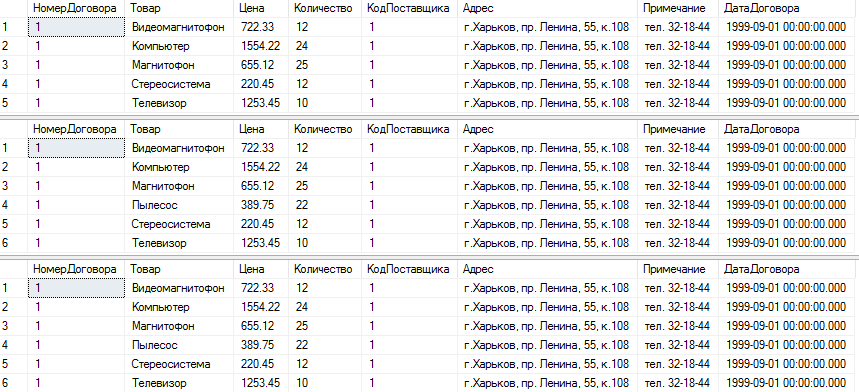 НомерДоговора Товар Цена Количество КодПоставщика Адрес Примечание ДатаДоговора
1 1 Видеомагнитофон 722.33 12 1 г.Харьков, пр. Ленина, 55, к.108 тел. 32-18-44 1999-09-01 00:00:00.000
2 1 Компьютер 1554.22 24 1 г.Харьков, пр. Ленина, 55, к.108 тел. 32-18-44 1999-09-01 00:00:00.000
3 1 Магнитофон 655.12 25 1 г.Харьков, пр. Ленина, 55, к.108 тел. 32-18-44 1999-09-01 00:00:00.000
4 1 Стереосистема 220.45 12 1 г.Харьков, пр. Ленина, 55, к.108 тел. 32-18-44 1999-09-01 00:00:00.000
5 1 Телевизор 1253.45 10 1 г.Харьков, пр. Ленина, 55, к.108 тел. 32-18-44 1999-09-01 00:00:00.000
НомерДоговора Товар Цена Количество КодПоставщика Адрес Примечание ДатаДоговора
1 1 Видеомагнитофон 722.33 12 1 г.Харьков, пр. Ленина, 55, к.108 тел. 32-18-44 1999-09-01 00:00:00.000
2 1 Компьютер 1554.22 24 1 г.Харьков, пр. Ленина, 55, к.108 тел. 32-18-44 1999-09-01 00:00:00.000
3 1 Магнитофон 655.12 25 1 г.Харьков, пр. Ленина, 55, к.108 тел. 32-18-44 1999-09-01 00:00:00.000
4 1 Пылесос 389.75 22 1 г.Харьков, пр. Ленина, 55, к.108 тел. 32-18-44 1999-09-01 00:00:00.000
5 1 Стереосистема 220.45 12 1 г.Харьков, пр. Ленина, 55, к.108 тел. 32-18-44 1999-09-01 00:00:00.000
6 1 Телевизор 1253.45 10 1 г.Харьков, пр. Ленина, 55, к.108 тел. 32-18-44 1999-09-01 00:00:00.000
НомерДоговора Товар Цена Количество КодПоставщика Адрес Примечание ДатаДоговора
1 1 Видеомагнитофон 722.33 12 1 г.Харьков, пр. Ленина, 55, к.108 тел. 32-18-44 1999-09-01 00:00:00.000
2 1 Компьютер 1554.22 24 1 г.Харьков, пр. Ленина, 55, к.108 тел. 32-18-44 1999-09-01 00:00:00.000
3 1 Магнитофон 655.12 25 1 г.Харьков, пр. Ленина, 55, к.108 тел. 32-18-44 1999-09-01 00:00:00.000
4 1 Пылесос 389.75 22 1 г.Харьков, пр. Ленина, 55, к.108 тел. 32-18-44 1999-09-01 00:00:00.000
5 1 Стереосистема 220.45 12 1 г.Харьков, пр. Ленина, 55, к.108 тел. 32-18-44 1999-09-01 00:00:00.000
6 1 Телевизор 1253.45 10 1 г.Харьков, пр. Ленина, 55, к.108 тел. 32-18-44 1999-09-01 00:00:00.000